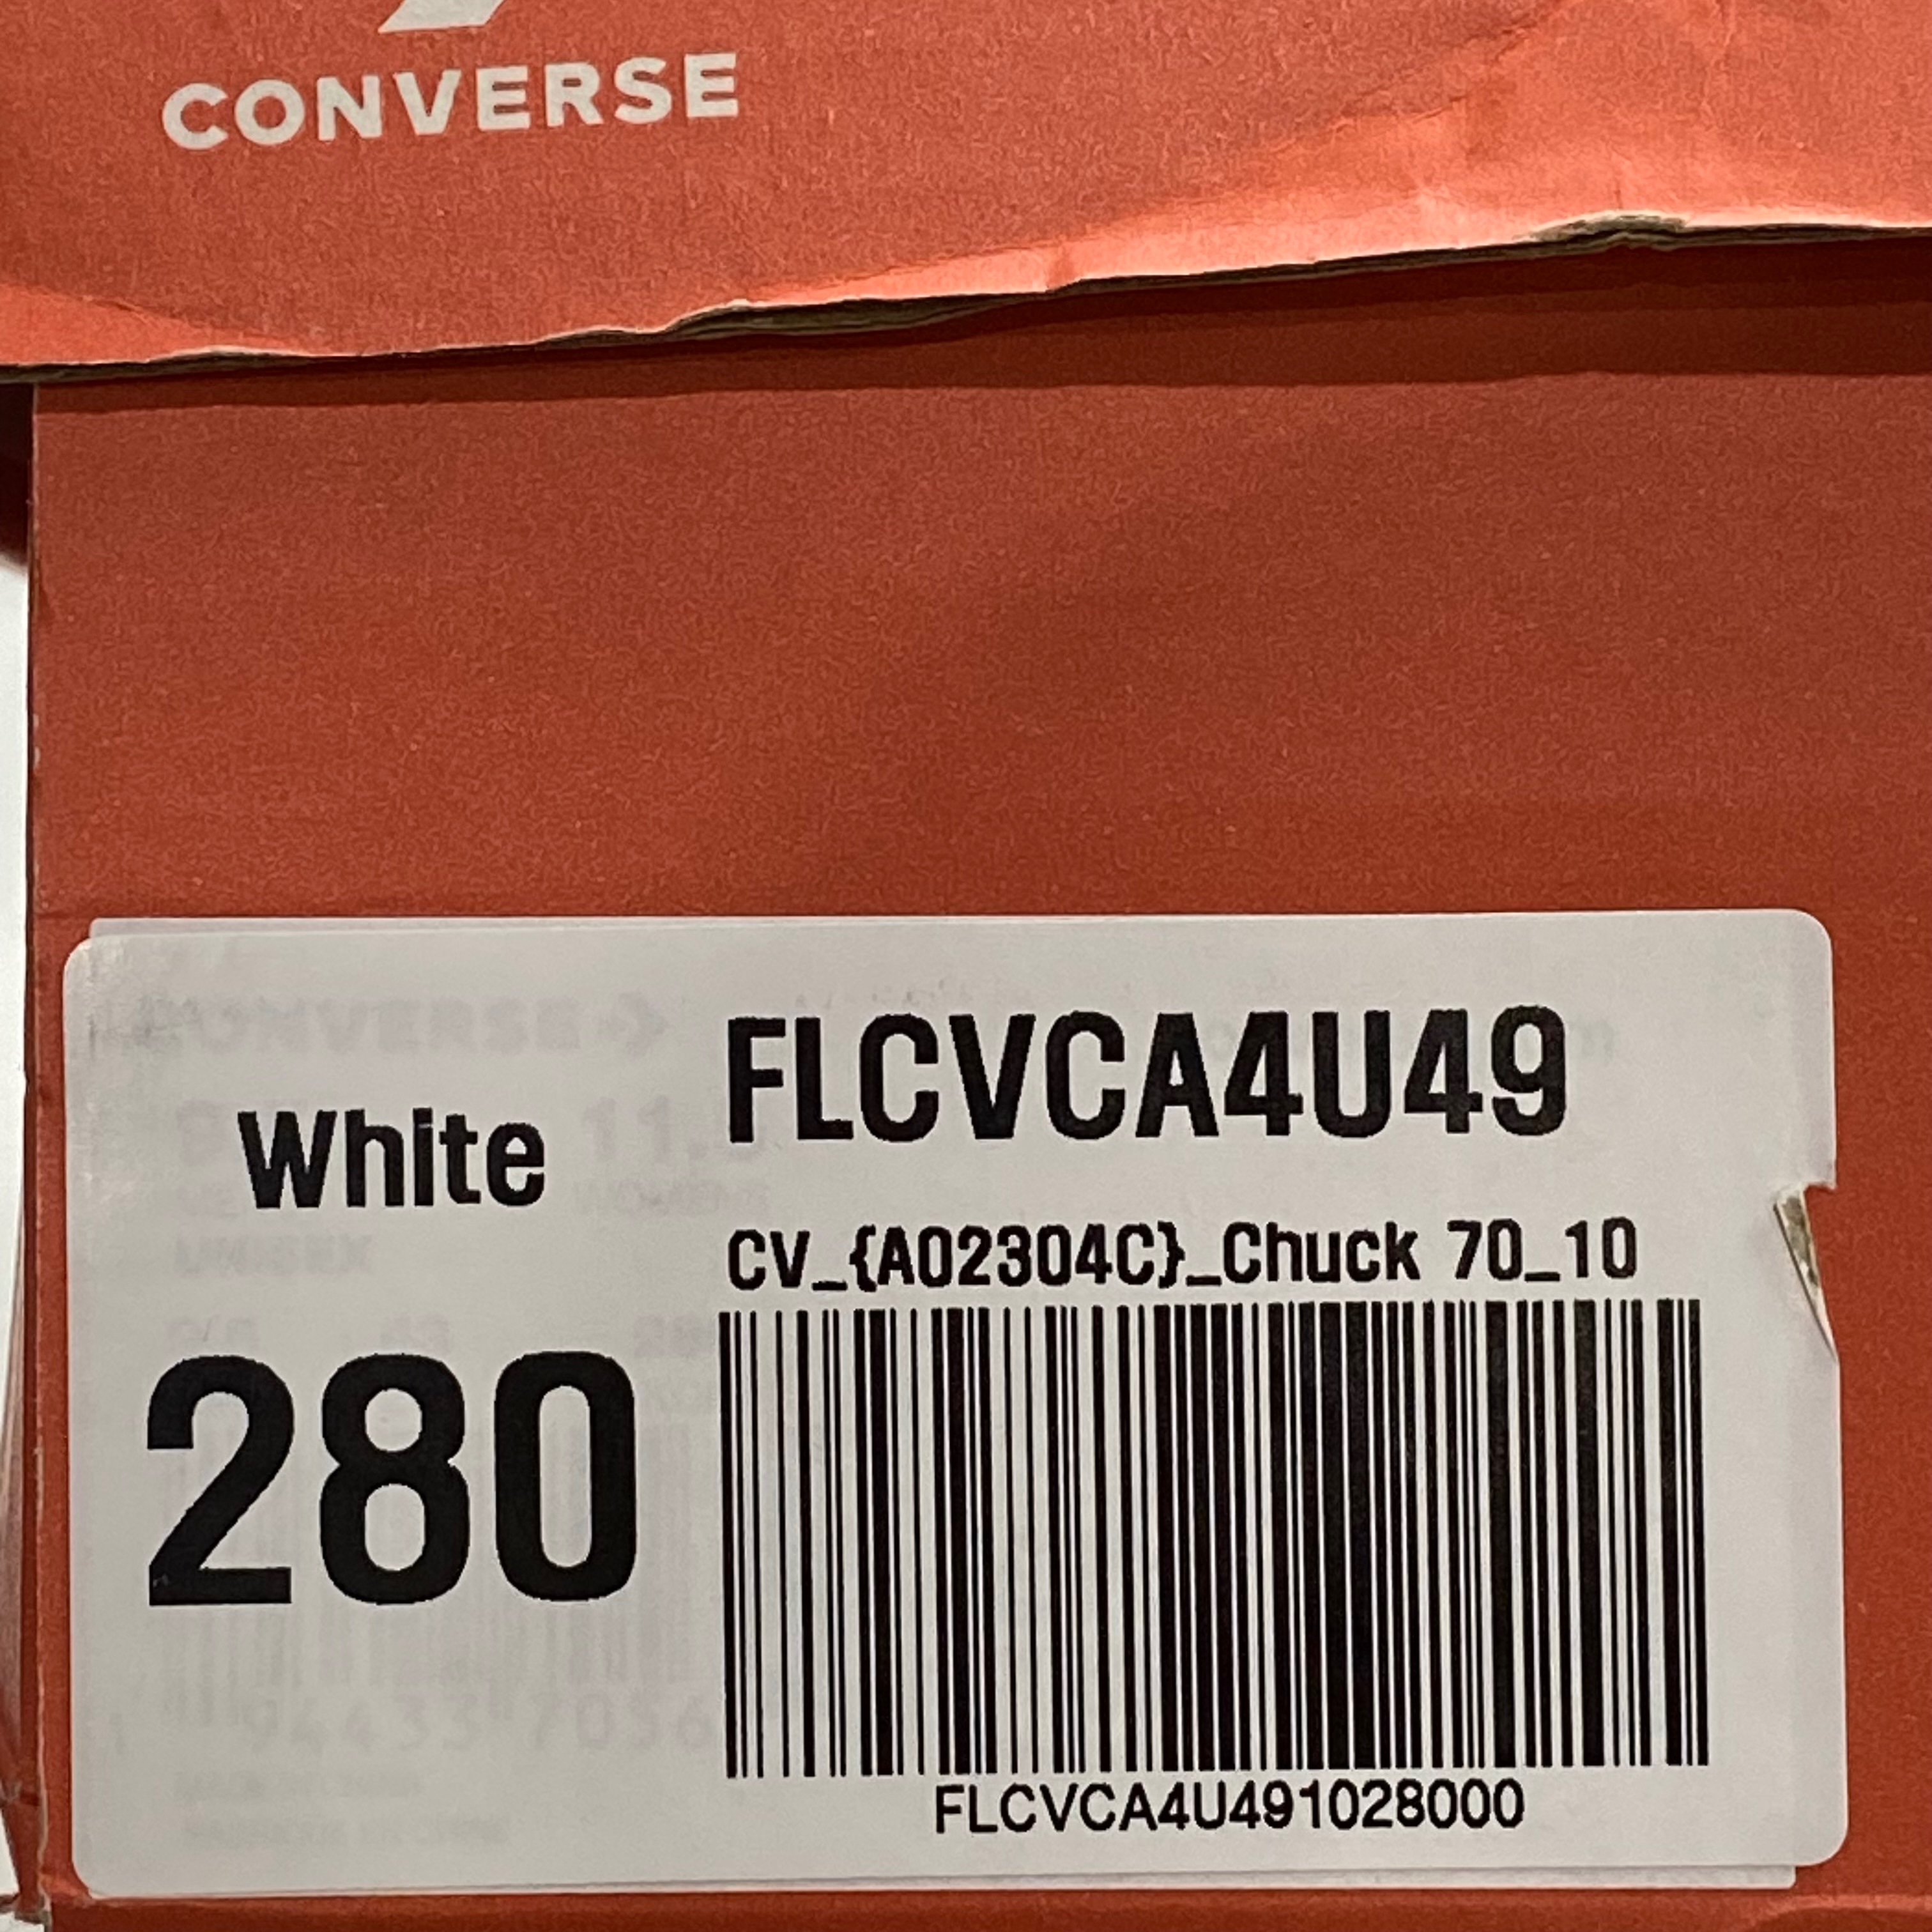 CONVERSE
FLCVCA4U49
White
CV_{A02304C}_Chuck 70_10
280
FLCVCA4U491028000